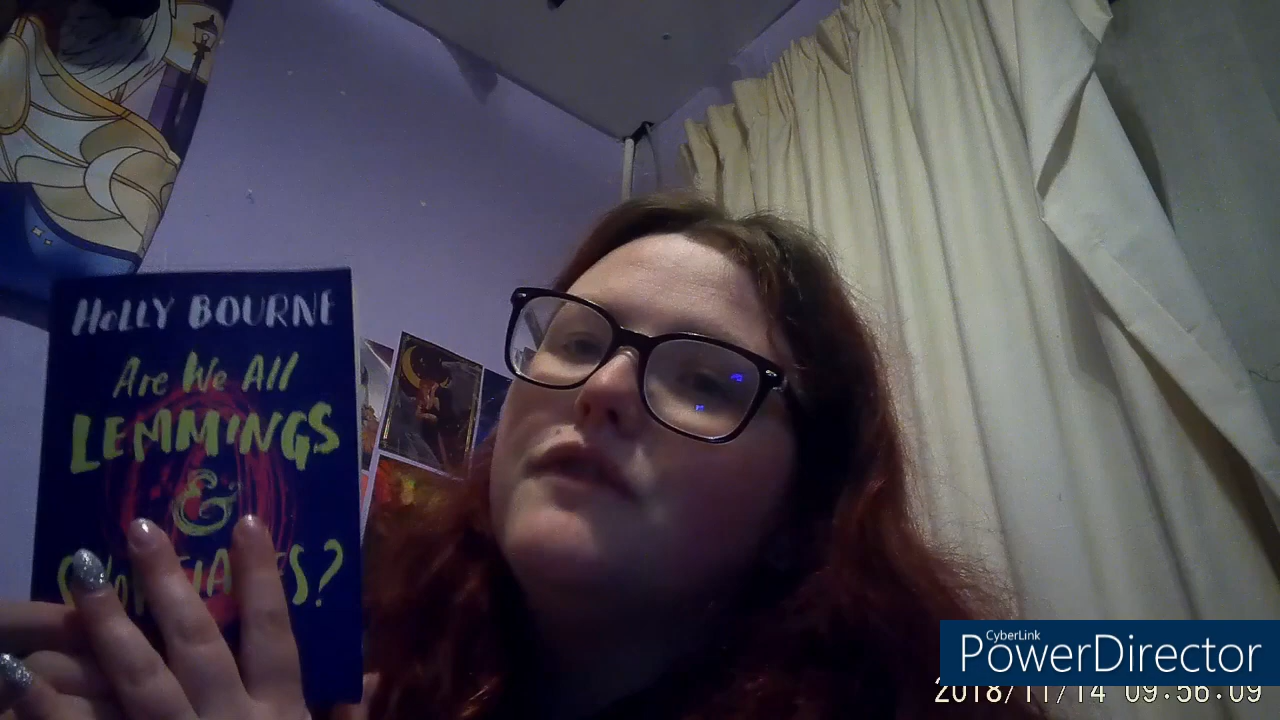 HOLLY BOURNE
Are We All
LEMMINGS
&
?
CyberLink
PowerDirector
2018/11/14 09:56:09